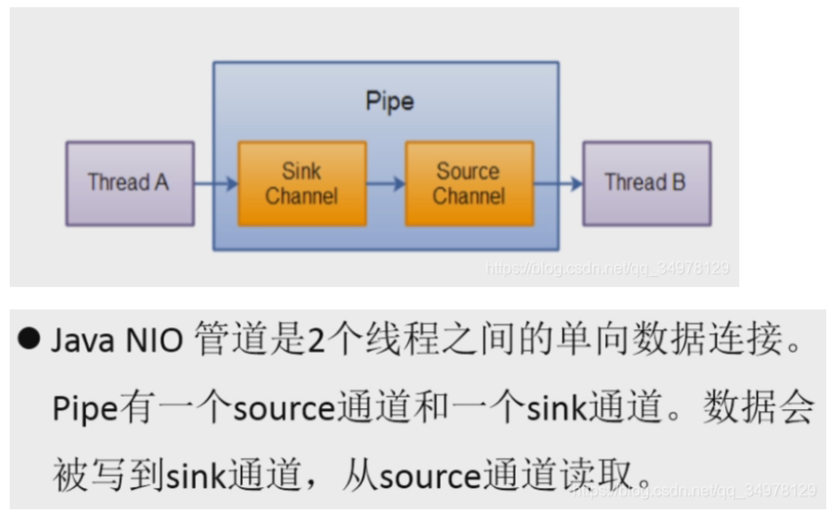 Pipe
Thread A
Sink
Channel
Source
Channel
Thread B
https://blog.csdn.net/qq_34978129
● Java NIO 管道是2个线程之间的单向数据连接。
Pipe有一个source通道和一个sink通道。数据会
被写到sink通道，从source通道读取。
https://blog.csdn.net/qq_34978129